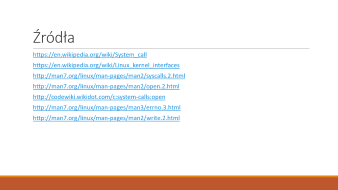 Źródła
https://en.wikipedia.org/wiki/System_call
https://en.wikipedia.org/wiki/Linux_kernel_interfaces
http://man7.org/linux/man-pages/man2/syscalls.2.html
http://man7.org/linux/man-pages/man2/open.2.html
http://codewiki.wikidot.com/c:system-calls:open
http://man7.org/linux/man-pages/man3/errno.3.html
http://man7.org/linux/man-pages/man2/write.2.html